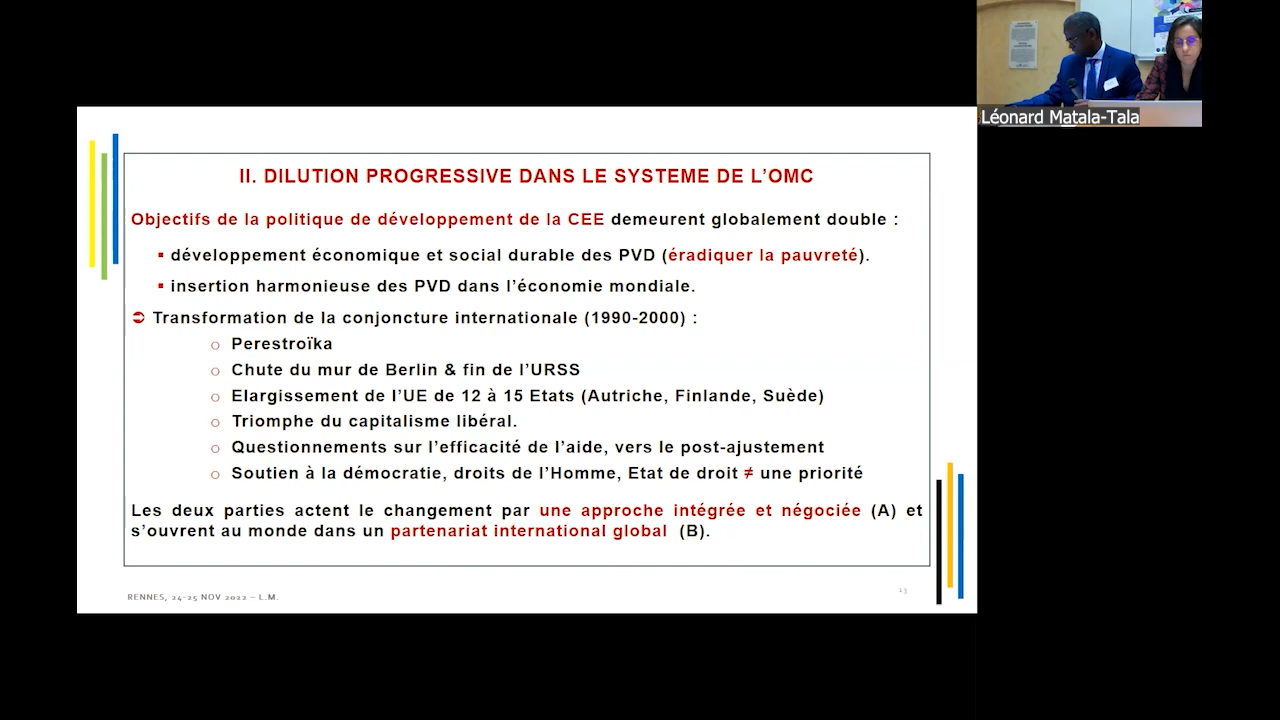 Léonard Matala-Tala
II. DILUTION PROGRESSIVE DANS LE SYSTEME DE L’OMC
Objectifs de la politique de développement de la CEE demeurent globalement double :
▪ développement économique et social durable des PVD (éradiquer la pauvreté).
▪ insertion harmonieuse des PVD dans l’économie mondiale.
➲ Transformation de la conjoncture internationale (1990-2000) :
o Perestroïka
o Chute du mur de Berlin & fin de l’URSS
o Elargissement de l’UE de 12 à 15 Etats (Autriche, Finlande, Suède)
o Triomphe du capitalisme libéral.
o Questionnements sur l’efficacité de l’aide, vers le post-ajustement
o Soutien à la démocratie, droits de l’Homme, Etat de droit ≠ une priorité
Les deux parties actent le changement par une approche intégrée et négociée (A) et
s’ouvrent au monde dans un partenariat international global (B).
RENNES, 24-25 NOV 2022 – L.M.
13